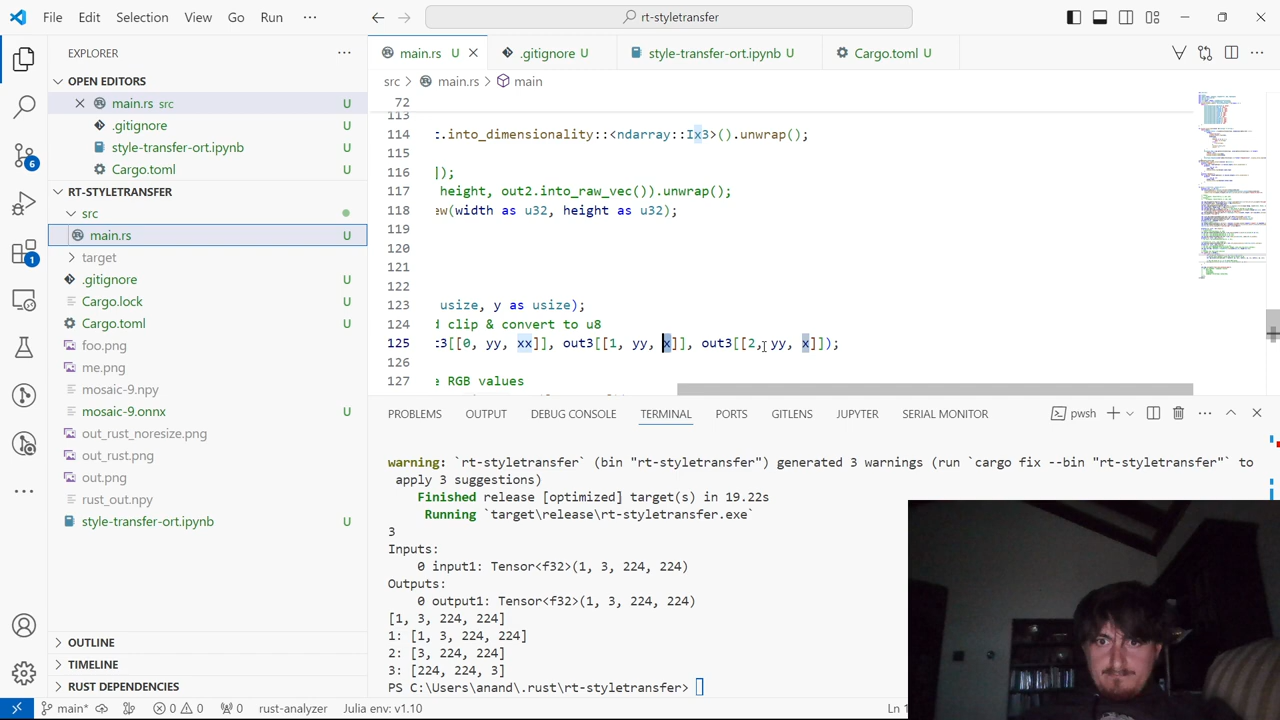 File Edit Selection View Go Run ··· rt-styletransfer
EXPLORER
OPEN EDITORS
main.rs src U
.gitignore U
style-transfer-ort.ipynb U
Cargo.toml U
RT-STYLETRANSFER
src
main.rs U
target
.gitignore U
Cargo.lock U
Cargo.toml U
foo.png
me.png
mosaic-9.npy
mosaic-9.onnx U
out_rust_noresize.png
out_rust.png
out.png
rust_out.npy
style-transfer-ort.ipynb U
OUTLINE
TIMELINE
RUST DEPENDENCIES
6
1
main.rs U .gitignore U style-transfer-ort.ipynb U Cargo.toml U
src > main.rs > main
72
113
114 :.into_dimensionality::<ndarray::Ix3>().unwrap();
115
116 ]);
117 height, our.into_raw_vec()).unwrap();
118 ew(width as u32, height as u32);
119
120
121
122
123 usize, y as usize);
124 d clip & convert to u8
125 t3[[0, yy, xx]], out3[[1, yy, x]], out3[[2, yy, x]]);
126
127 e RGB values
PROBLEMS OUTPUT DEBUG CONSOLE TERMINAL PORTS GITLENS JUPYTER SERIAL MONITOR pwsh
warning: `rt-styletransfer` (bin "rt-styletransfer") generated 3 warnings (run `cargo fix --bin "rt-styletransfer"` to
apply 3 suggestions)
Finished release [optimized] target(s) in 19.22s
Running `target\release\rt-styletransfer.exe`
3
Inputs:
0 input1: Tensor<f32>(1, 3, 224, 224)
Outputs:
0 output1: Tensor<f32>(1, 3, 224, 224)
[1, 3, 224, 224]
1: [1, 3, 224, 224]
2: [3, 224, 224]
3: [224, 224, 3]
PS C:\Users\anand\.rust\rt-styletransfer>
main* 0 0 0 rust-analyzer Julia env: v1.10 Ln 1